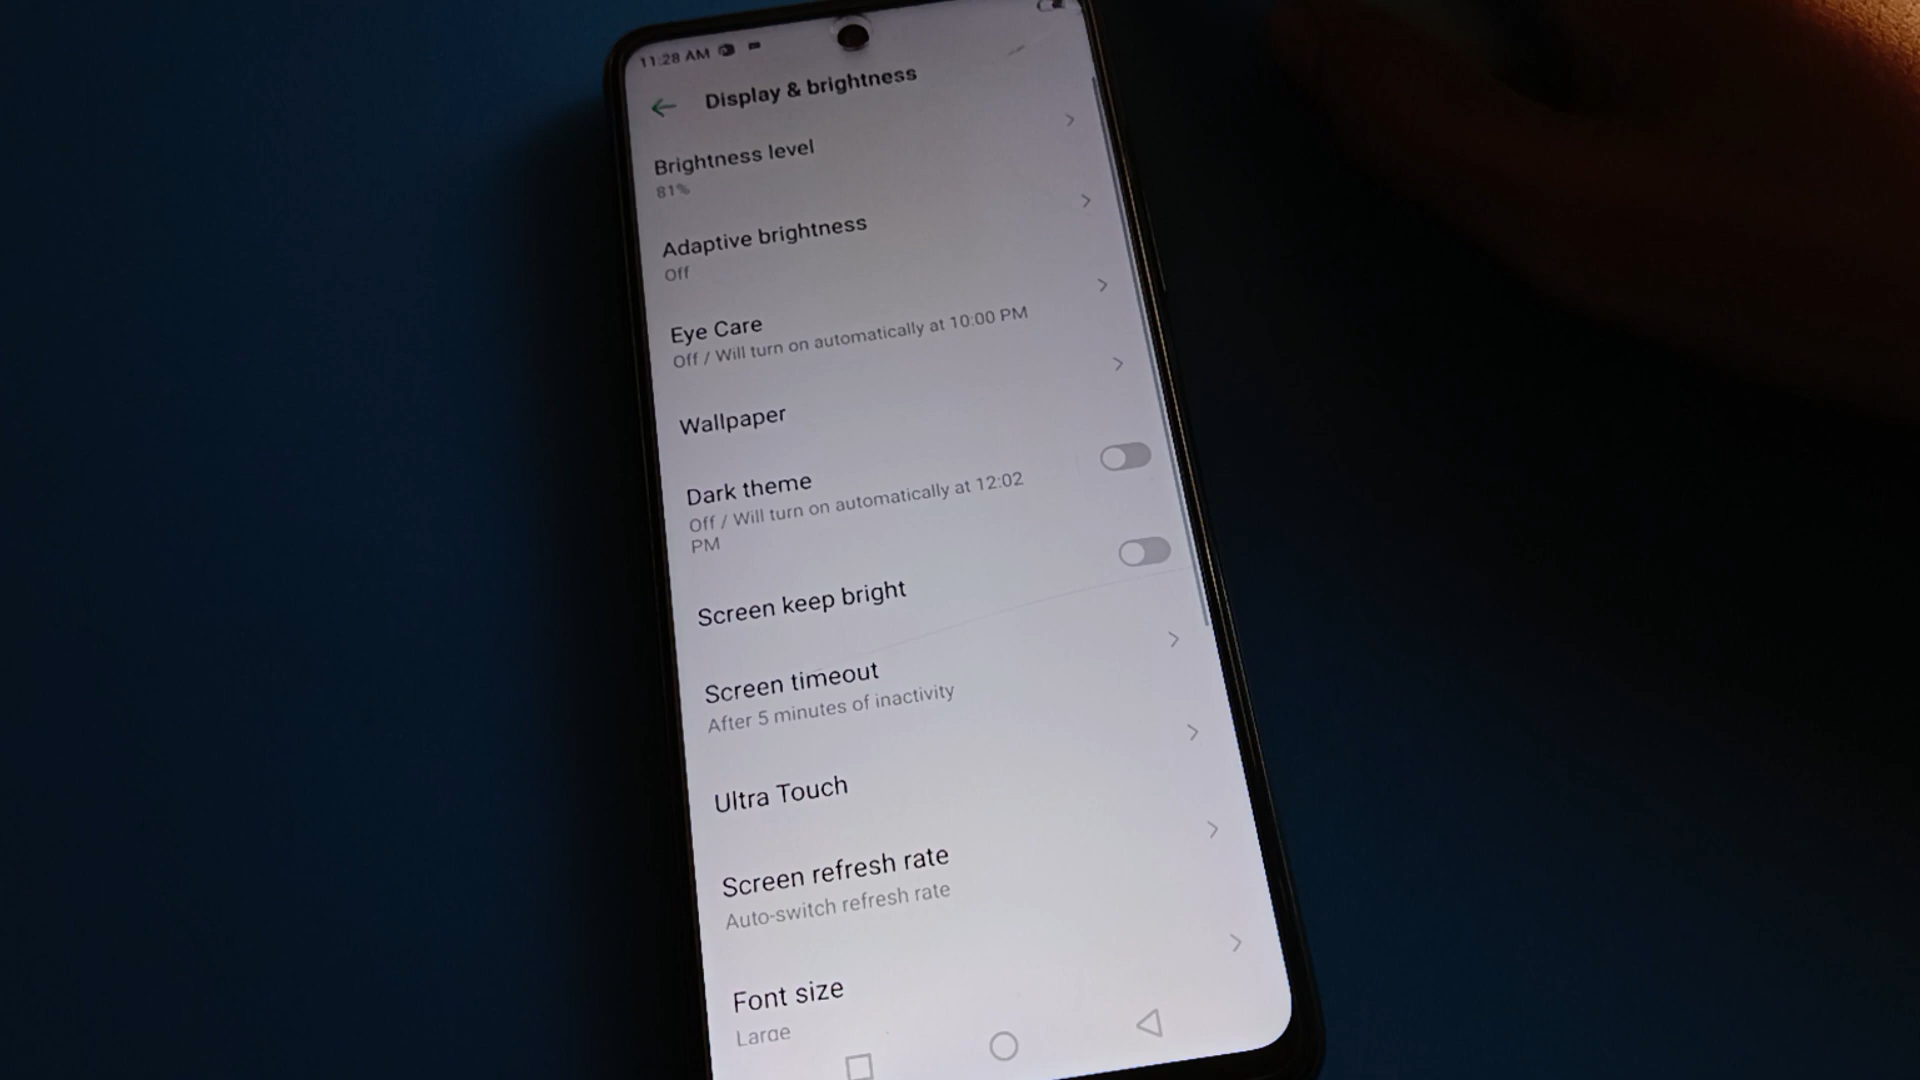 11:28 AM
Display & brightness
Brightness level
81%
Adaptive brightness
Off
Eye Care
Off / Will turn on automatically at 10:00 PM
Wallpaper
Dark theme
Off / Will turn on automatically at 12:02
PM
Screen keep bright
Screen timeout
After 5 minutes of inactivity
Ultra Touch
Screen refresh rate
Auto-switch refresh rate
Font size
Large